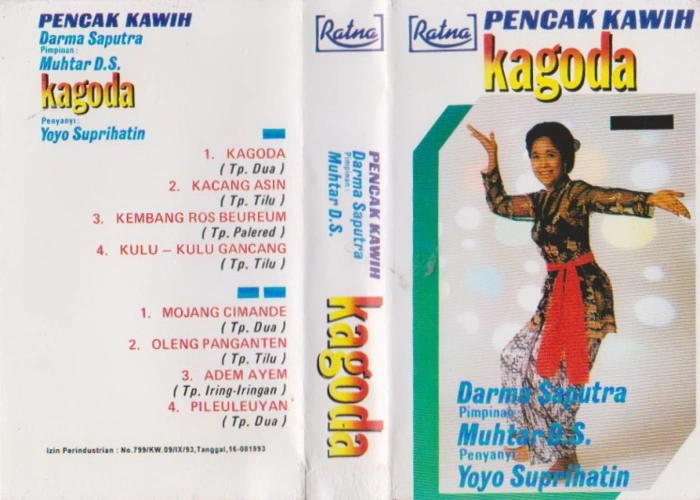 PENCAK KAWIH
Darma Saputra
Pimpinan :
Muhtar D.S.
kagoda
Penyanyi :
Yoyo Suprihatin
1. KAGODA
( Tp. Dua )
2. KACANG ASIN
( Tp. Tilu )
3. KEMBANG ROS BEUREUM
( Tp. Palered )
4. KULU – KULU GANCANG
( Tp. Tilu )
1. MOJANG CIMANDE
( Tp. Dua )
2. OLENG PANGANTEN
( Tp. Tilu )
3. ADEM AYEM
( Tp. Iring-Iringan )
4. PILEULEUYAN
( Tp. Dua )
Izin Perindustrian : No.799/KW.09/IX/93,Tanggal,16-081993
Ratna
PENCAK KAWIH
Darma Saputra
Pimpinan :
Muhtar D.S.
kagoda
Ratna
PENCAK KAWIH
kagoda
Darma Saputra
Pimpinan
Muhtar D.S.
Penyanyi
Yoyo Suprihatin